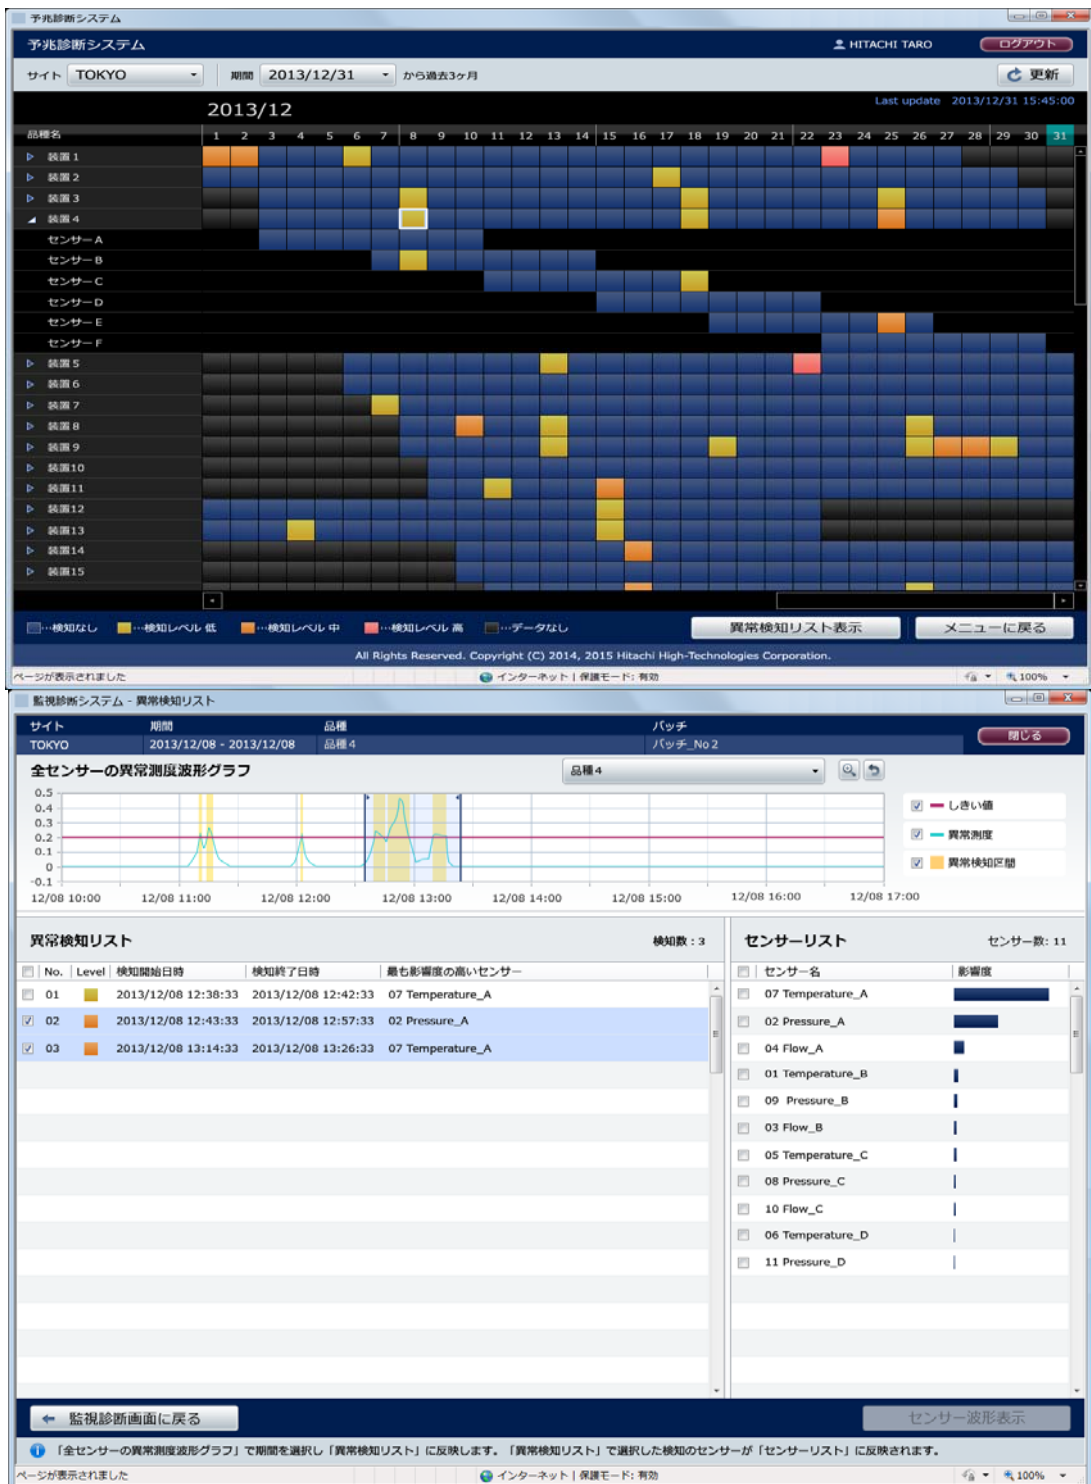 予兆診断システム
予兆診断システム HITACHI TARO ログアウト
サイト TOKYO 期間 2013/12/31 から過去3ヶ月 更新
2013/12 Last update 2013/12/31 15:45:00
品種名 1 2 3 4 5 6 7 8 9 10 11 12 13 14 15 16 17 18 19 20 21 22 23 24 25 26 27 28 29 30 31
装置1
装置2
装置3
装置4
センサーA
センサーB
センサーC
センサーD
センサーE
センサーF
装置5
装置6
装置7
装置8
装置9
装置10
装置11
装置12
装置13
装置14
装置15
…検知なし …検知レベル 低 …検知レベル 中 …検知レベル 高 …データなし 異常検知リスト表示 メニューに戻る
All Rights Reserved. Copyright (C) 2014, 2015 Hitachi High-Technologies Corporation.
ページが表示されました インターネット | 保護モード: 有効 100%
監視診断システム - 異常検知リスト
サイト 期間 品種 バッチ 閉じる
TOKYO 2013/12/08 - 2013/12/08 品種4 バッチ_No2
全センサーの異常測度波形グラフ 品種4
0.5
0.4 しきい値
0.3
0.2 異常測度
0.1
0 異常検知区間
-0.1
12/08 10:00 12/08 11:00 12/08 12:00 12/08 13:00 12/08 14:00 12/08 15:00 12/08 16:00 12/08 17:00
異常検知リスト 検知数：3 センサーリスト センサー数: 11
No. Level 検知開始日時 検知終了日時 最も影響度の高いセンサー センサー名 影響度
01 2013/12/08 12:38:33 2013/12/08 12:42:33 07 Temperature_A 07 Temperature_A
02 2013/12/08 12:43:33 2013/12/08 12:57:33 02 Pressure_A 02 Pressure_A
03 2013/12/08 13:14:33 2013/12/08 13:26:33 07 Temperature_A 04 Flow_A
01 Temperature_B
09 Pressure_B
03 Flow_B
05 Temperature_C
08 Pressure_C
10 Flow_C
06 Temperature_D
11 Pressure_D
監視診断画面に戻る センサー波形表示
「全センサーの異常測度波形グラフ」で期間を選択し「異常検知リスト」に反映します。「異常検知リスト」で選択した検知のセンサーが「センサーリスト」に反映されます。
ページが表示されました インターネット | 保護モード: 有効 100%